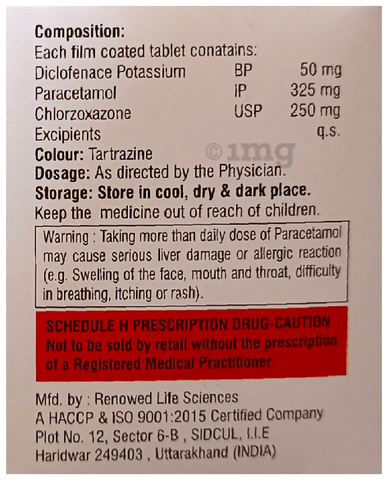 Composition:
Each film coated tablet conatains:
Diclofenace Potassium BP 50 mg
Paracetamol IP 325 mg
Chlorzoxazone USP 250 mg
Excipients q.s.
©1mg
Colour: Tartrazine
Dosage: As directed by the Physician.
Storage: Store in cool, dry & dark place.
Keep the medicine out of reach of children.
Warning : Taking more than daily dose of Paracetamol
may cause serious liver damage or allergic reaction
(e.g. Swelling of the face, mouth and throat, difficulty
in breathing, itching or rash).
SCHEDULE H PRESCRIPTION DRUG-CAUTION
Not to be sold by retail without the prescription
of a Registered Medical Practitioner.
Mfd. by : Renowed Life Sciences
A HACCP & ISO 9001:2015 Certified Company
Plot No. 12, Sector 6-B , SIDCUL, I.I.E
Haridwar 249403 , Uttarakhand (INDIA)